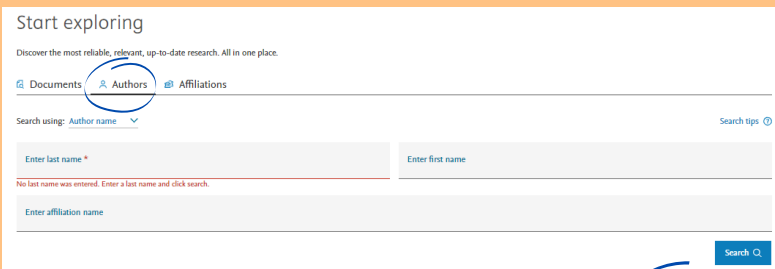 Start exploring
Discover the most reliable, relevant, up-to-date research. All in one place.
Documents Authors Affiliations
Search using: Author name Search tips ?
Enter last name * Enter first name
No last name was entered. Enter a last name and click search.
Enter affiliation name
Search